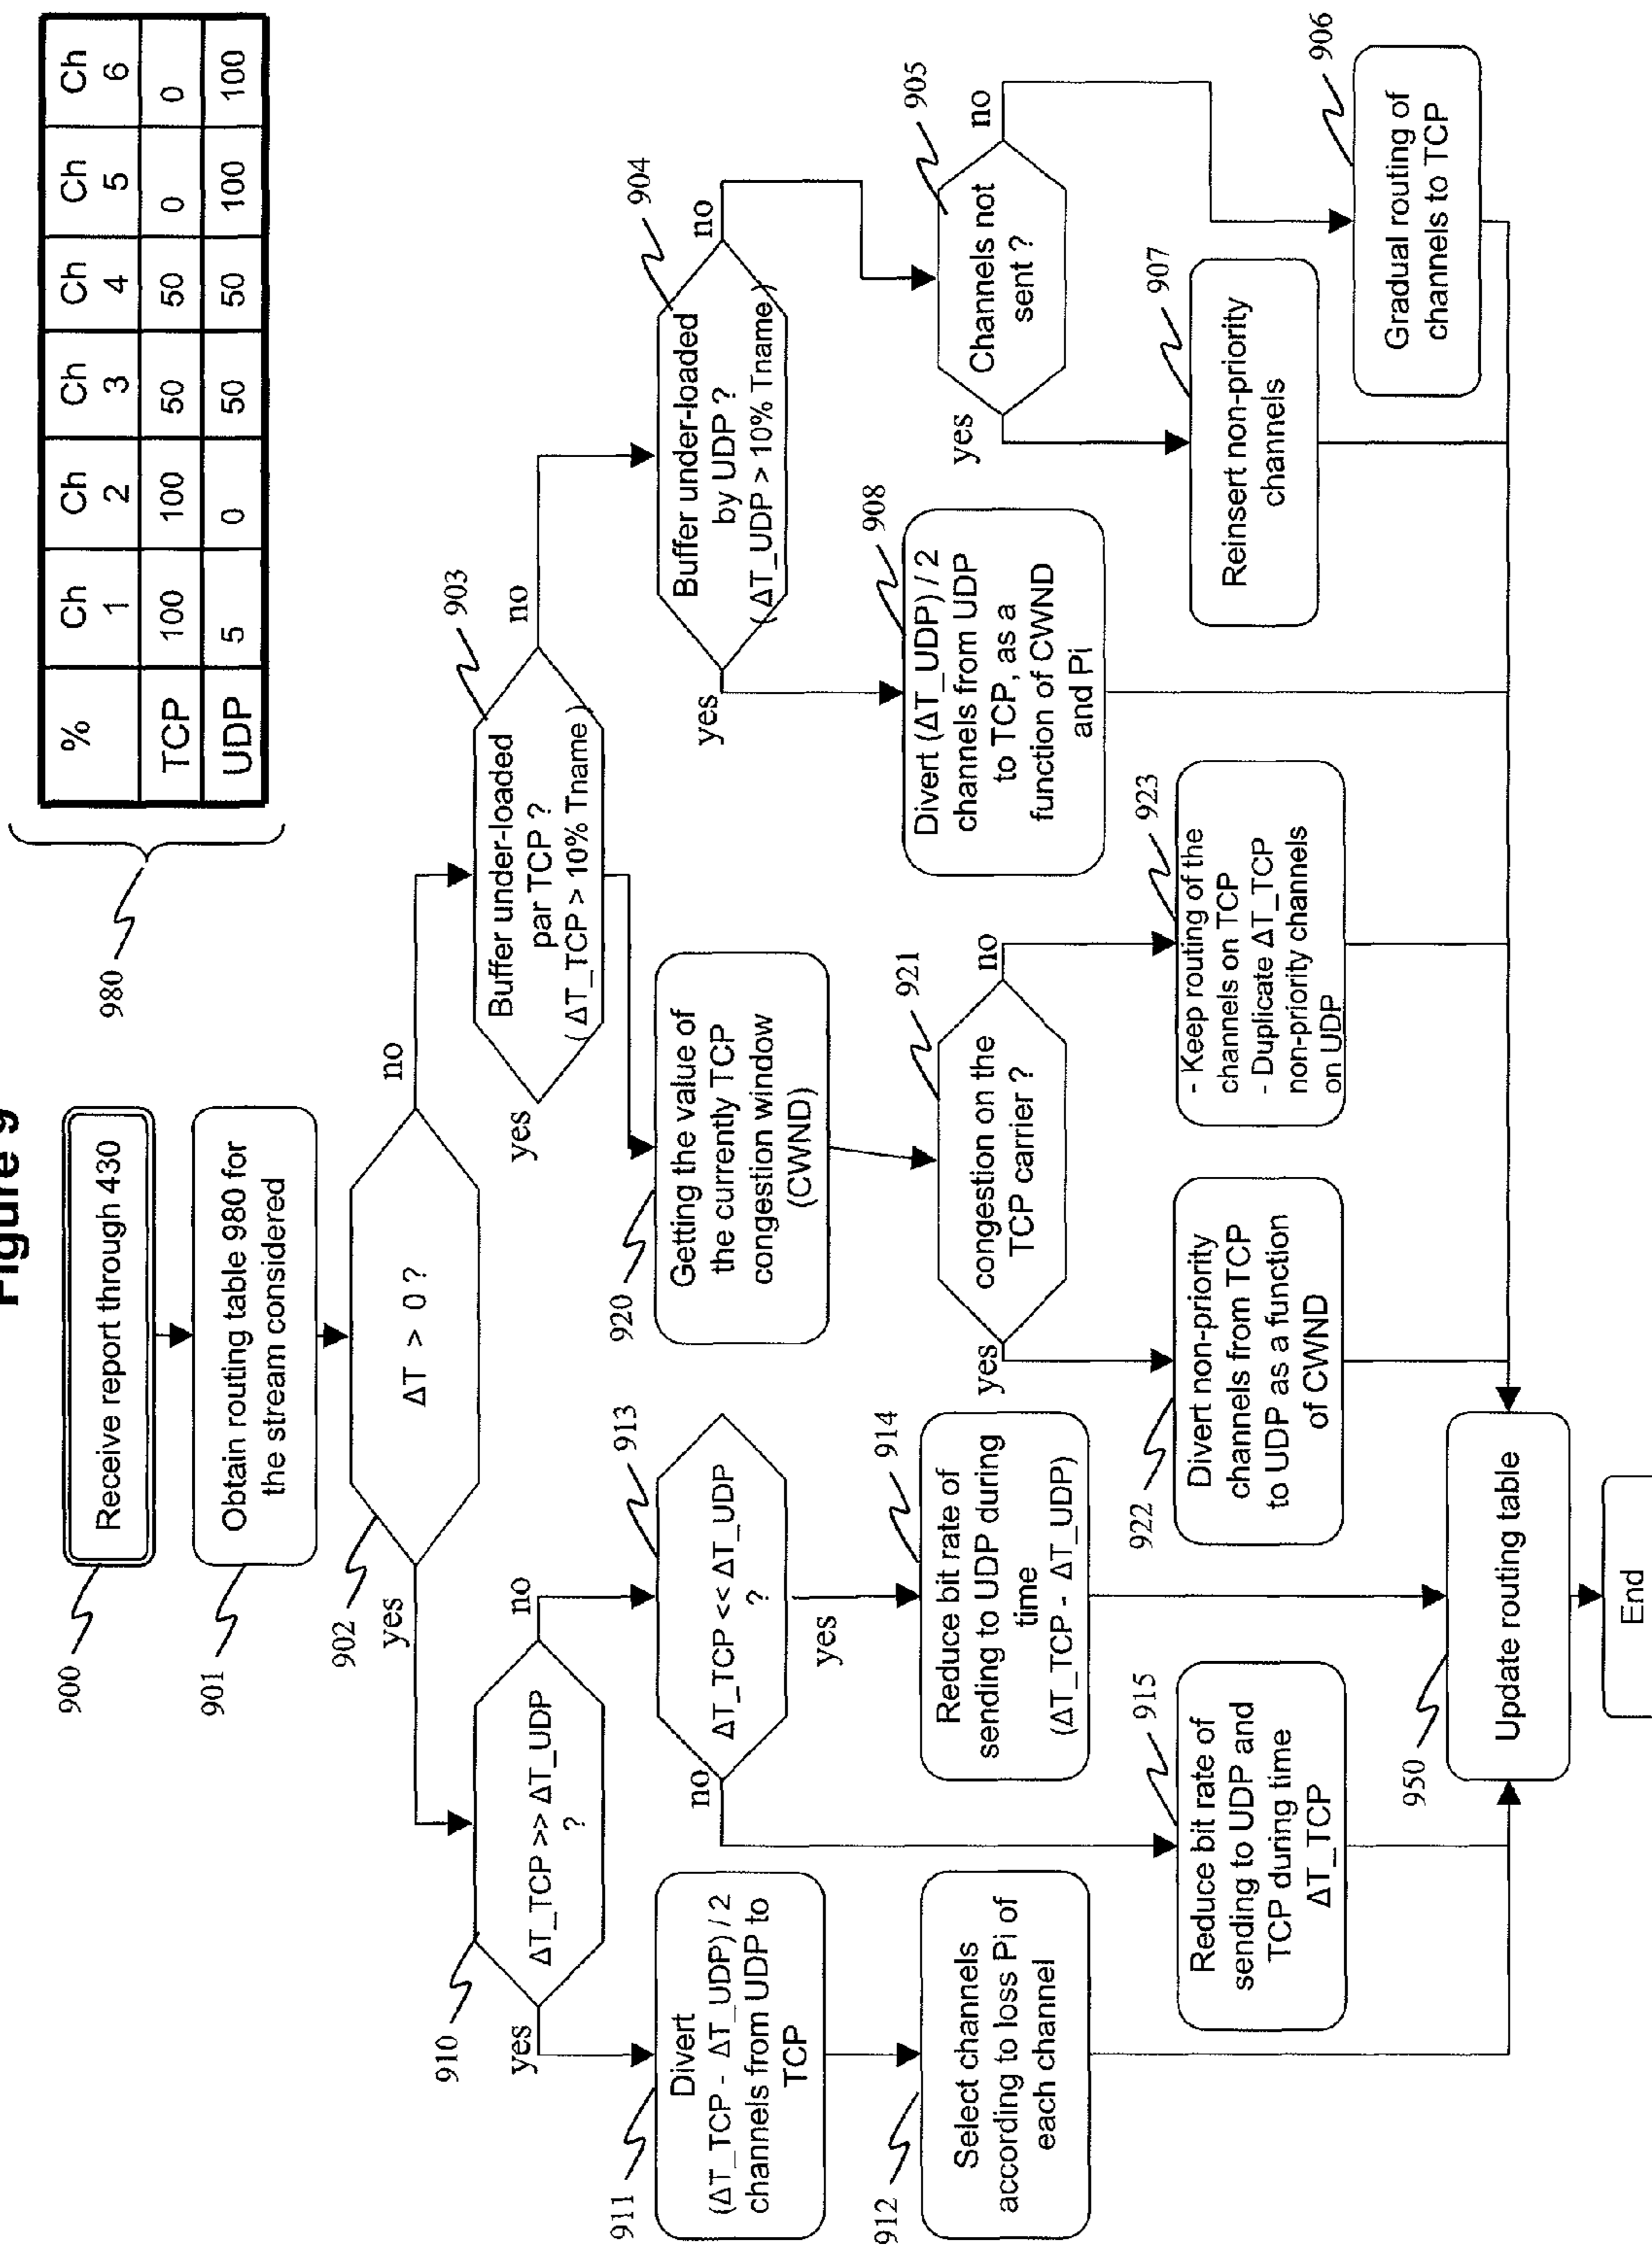 Figure 9
% Ch 1 Ch 2 Ch 3 Ch 4 Ch 5 Ch 6
TCP 100 100 50 50 0 0
UDP 5 0 50 50 100 100
980
900
Receive report through 430
901
Obtain routing table 980 for
the stream considered
902
ΔT > 0 ?
yes
no
910
ΔT_TCP >> ΔT_UDP
?
yes
no
903
Buffer under-loaded
par TCP ?
(ΔT_TCP > 10% Tname)
yes
no
911
Divert
(ΔT_TCP - ΔT_UDP) / 2
channels from UDP to
TCP
913
ΔT_TCP << ΔT_UDP
?
no
yes
920
Getting the value of
the currently TCP
congestion window
(CWND)
904
Buffer under-loaded
by UDP ?
(ΔT_UDP > 10% Tname)
yes
no
912
Select channels
according to loss Pi of
each channel
914
Reduce bit rate of
sending to UDP during
time
(ΔT_TCP - ΔT_UDP)
921
congestion on the
TCP carrier ?
yes
no
908
Divert (ΔT_UDP) / 2
channels from UDP
to TCP, as a
function of CWND
and Pi
905
Channels not
sent ?
yes
no
915
Reduce bit rate of
sending to UDP and
TCP during time
ΔT_TCP
922
Divert non-priority
channels from TCP
to UDP as a function
of CWND
923
- Keep routing of the
channels on TCP
- Duplicate ΔT_TCP
non-priority channels
on UDP
907
Reinsert non-priority
channels
906
Gradual routing of
channels to TCP
950
Update routing table
End